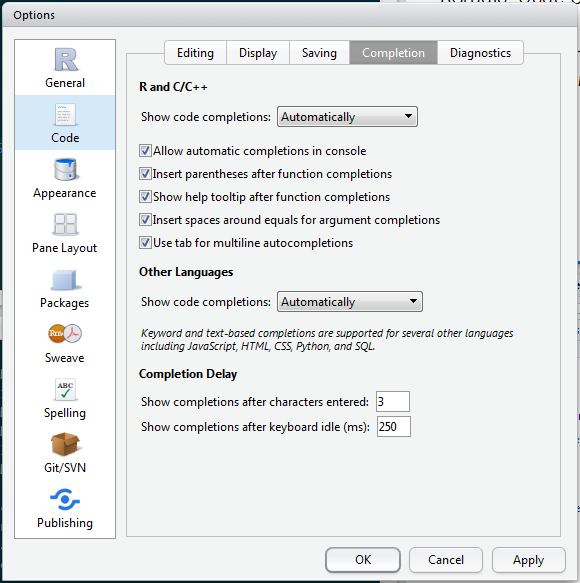 Options
General
Code
Appearance
Pane Layout
Packages
Sweave
ABC
Spelling
Git/SVN
Publishing
Editing
Display
Saving
Completion
Diagnostics
R and C/C++
Show code completions: Automatically
Allow automatic completions in console
Insert parentheses after function completions
Show help tooltip after function completions
Insert spaces around equals for argument completions
Use tab for multiline autocompletions
Other Languages
Show code completions: Automatically
Keyword and text-based completions are supported for several other languages
including JavaScript, HTML, CSS, Python, and SQL.
Completion Delay
Show completions after characters entered: 3
Show completions after keyboard idle (ms): 250
OK
Cancel
Apply